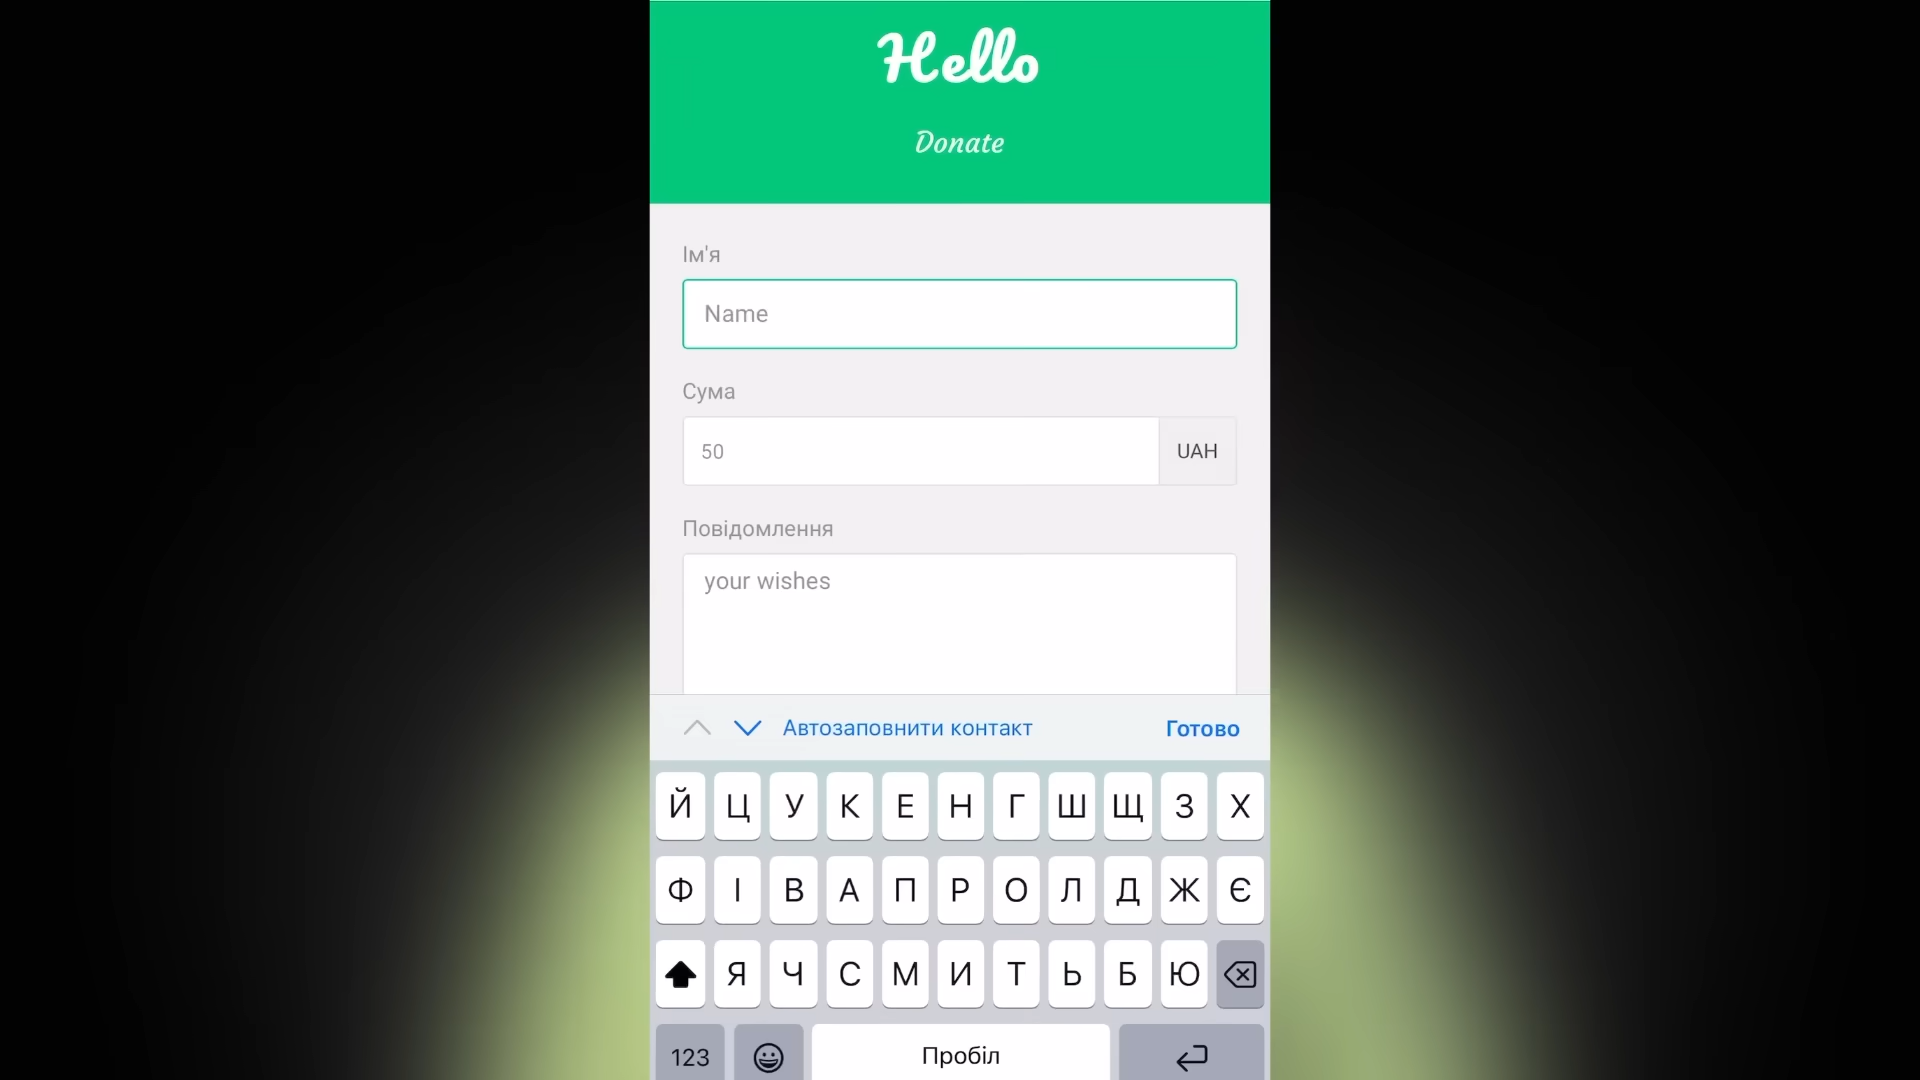 Hello
Donate
Ім'я
Name
Сума
50 UAH
Повідомлення
your wishes
Автозаповнити контакт Готово
Й Ц У К Е Н Г Ш Щ З Х
Ф І В А П Р О Л Д Ж Є
Я Ч С М И Т Ь Б Ю
123 Пробіл